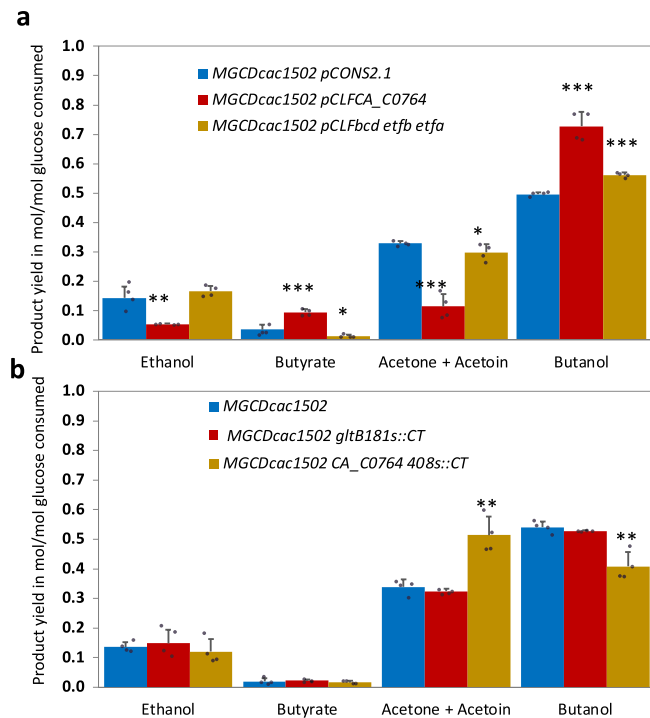 a
Product yield in mol/mol glucose consumed
1.0
0.9
0.8
0.7
0.6
0.5
0.4
0.3
0.2
0.1
0.0
MGCDcac1502 pCONS2.1
MGCDcac1502 pCLFCA_C0764
MGCDcac1502 pCLFbcd etfb etfa
**
***
*
***
*
***
***
Ethanol Butyrate Acetone + Acetoin Butanol
b
Product yield in mol/mol glucose consumed
1.0
0.9
0.8
0.7
0.6
0.5
0.4
0.3
0.2
0.1
0.0
MGCDcac1502
MGCDcac1502 gltB181s::CT
MGCDcac1502 CA_C0764 408s::CT
**
**
Ethanol Butyrate Acetone + Acetoin Butanol